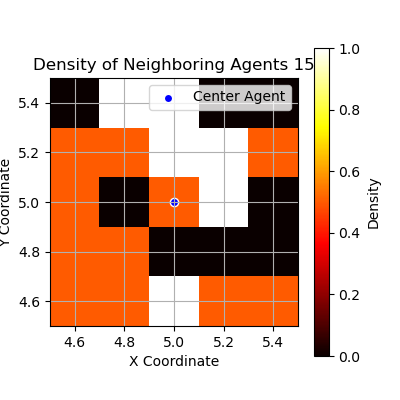 Density of Neighboring Agents 15
Center Agent
5.4
5.2
5.0
4.8
4.6
Y Coordinate
4.6 4.8 5.0 5.2 5.4
X Coordinate
1.0
0.8
0.6
0.4
0.2
0.0
Density